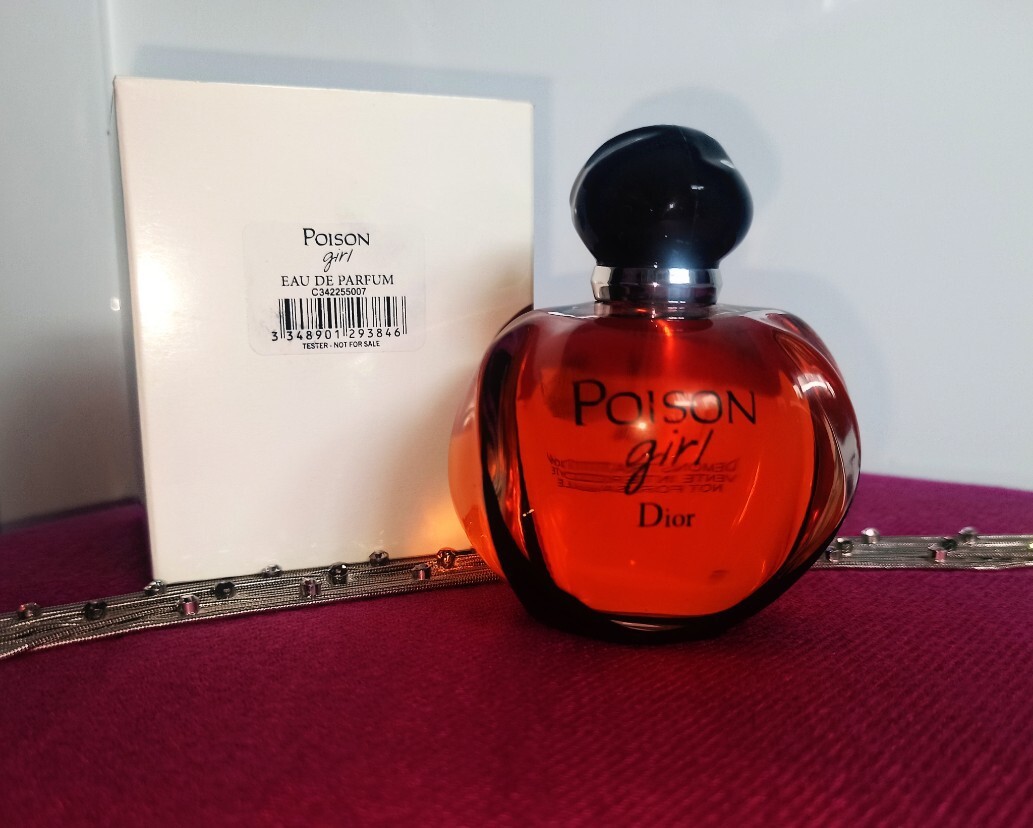 POISON
girl
EAU DE PARFUM
C342255007
3 348901 293846
TESTER - NOT FOR SALE
POISON
girl
Dior